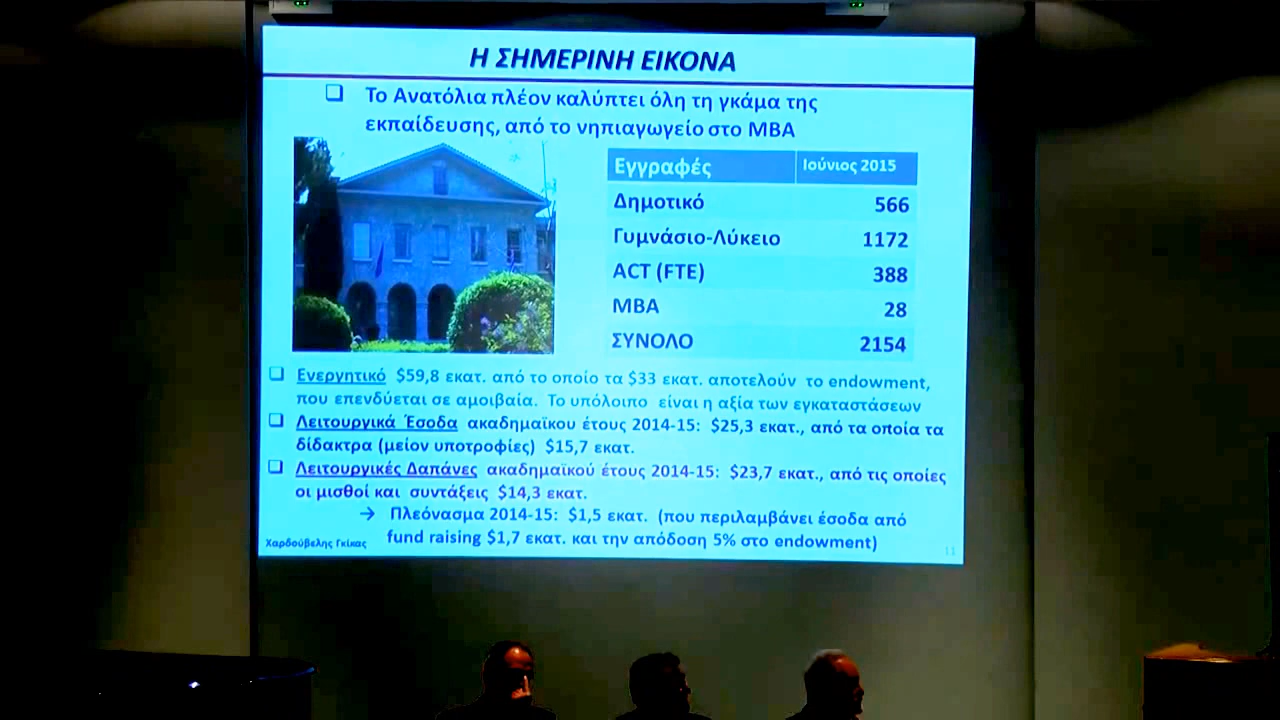 Η ΣΗΜΕΡΙΝΗ ΕΙΚΟΝΑ
❑ Το Ανατόλια πλέον καλύπτει όλη τη γκάμα της
εκπαίδευσης, από το νηπιαγωγείο στο MBA
Εγγραφές Ιούνιος 2015
Δημοτικό 566
Γυμνάσιο-Λύκειο 1172
ACT (FTE) 388
MBA 28
ΣΥΝΟΛΟ 2154
❑ Ενεργητικό $59,8 εκατ. από το οποίο τα $33 εκατ. αποτελούν το endowment,
που επενδύεται σε αμοιβαία. Το υπόλοιπο είναι η αξία των εγκαταστάσεων
❑ Λειτουργικά Έσοδα ακαδημαϊκου έτους 2014-15: $25,3 εκατ., από τα οποία τα
δίδακτρα (μείον υποτροφίες) $15,7 εκατ.
❑ Λειτουργικές Δαπάνες ακαδημαϊκού έτους 2014-15: $23,7 εκατ., από τις οποίες
οι μισθοί και συντάξεις $14,3 εκατ.
→ Πλεόνασμα 2014-15: $1,5 εκατ. (που περιλαμβάνει έσοδα από
fund raising $1,7 εκατ. και την απόδοση 5% στο endowment)
Χαρδούβελης Γκίκας 11